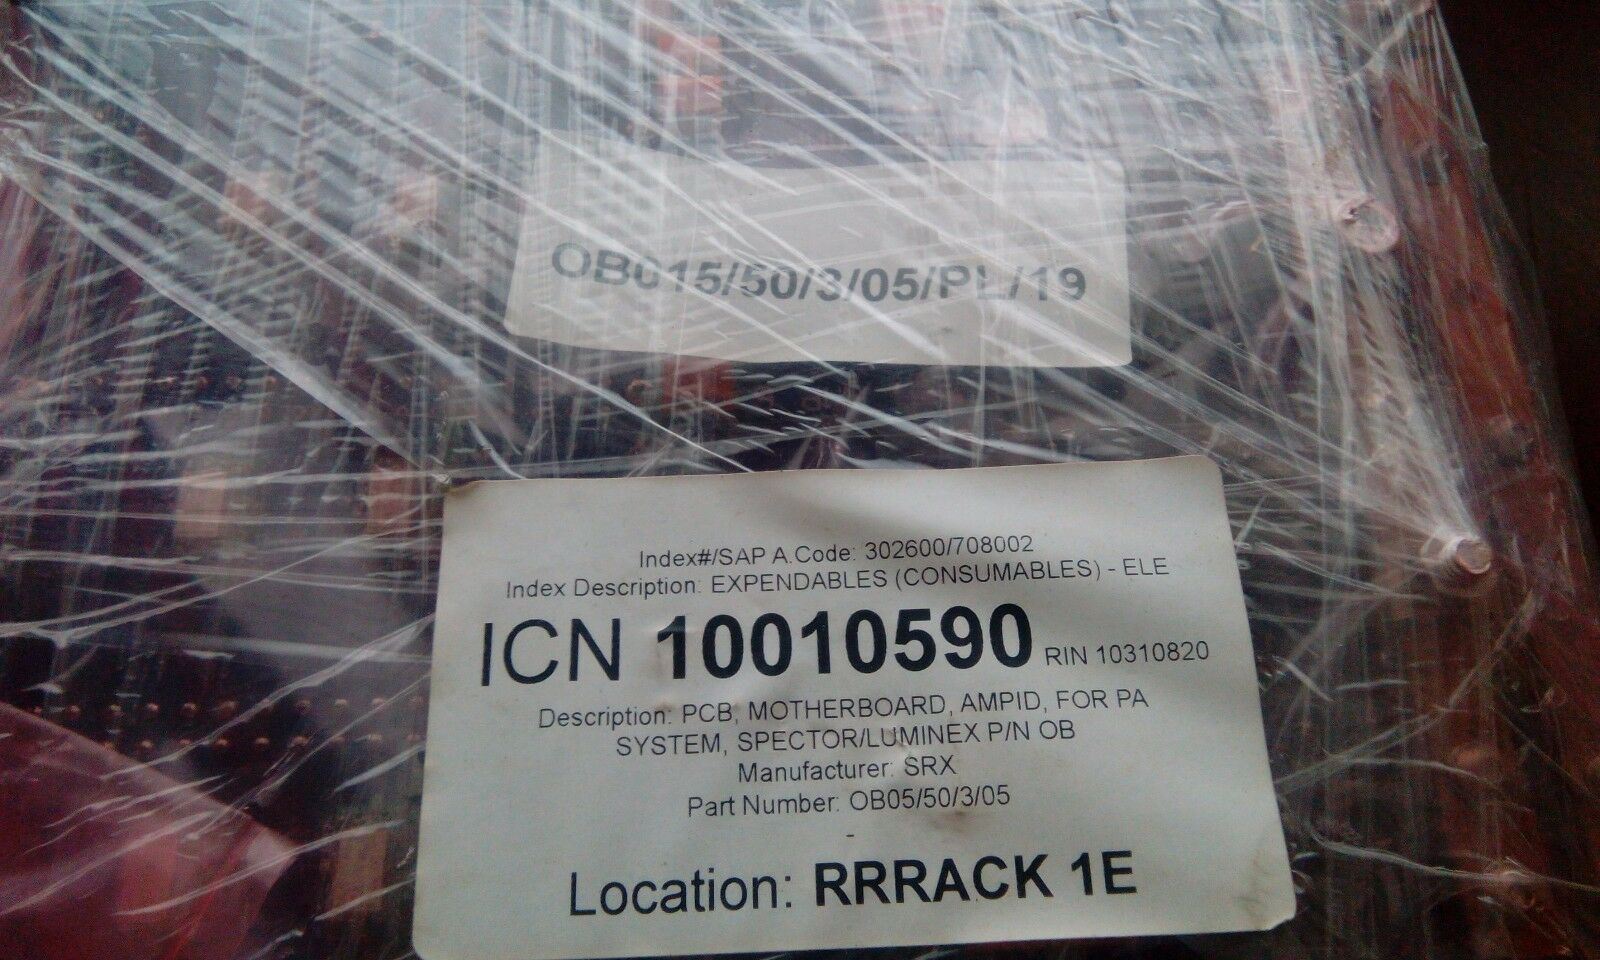 OB015/50/3/05/PL/19
Index#/SAP A.Code: 302600/708002
Index Description: EXPENDABLES (CONSUMABLES) - ELE
ICN 10010590 RIN 10310820
Description: PCB, MOTHERBOARD, AMPID, FOR PA
SYSTEM, SPECTOR/LUMINEX P/N OB
Manufacturer: SRX
Part Number: OB05/50/3/05
-
Location: RRRACK 1E